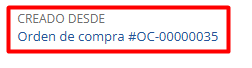 CREADO DESDE
Orden de compra #OC-00000035